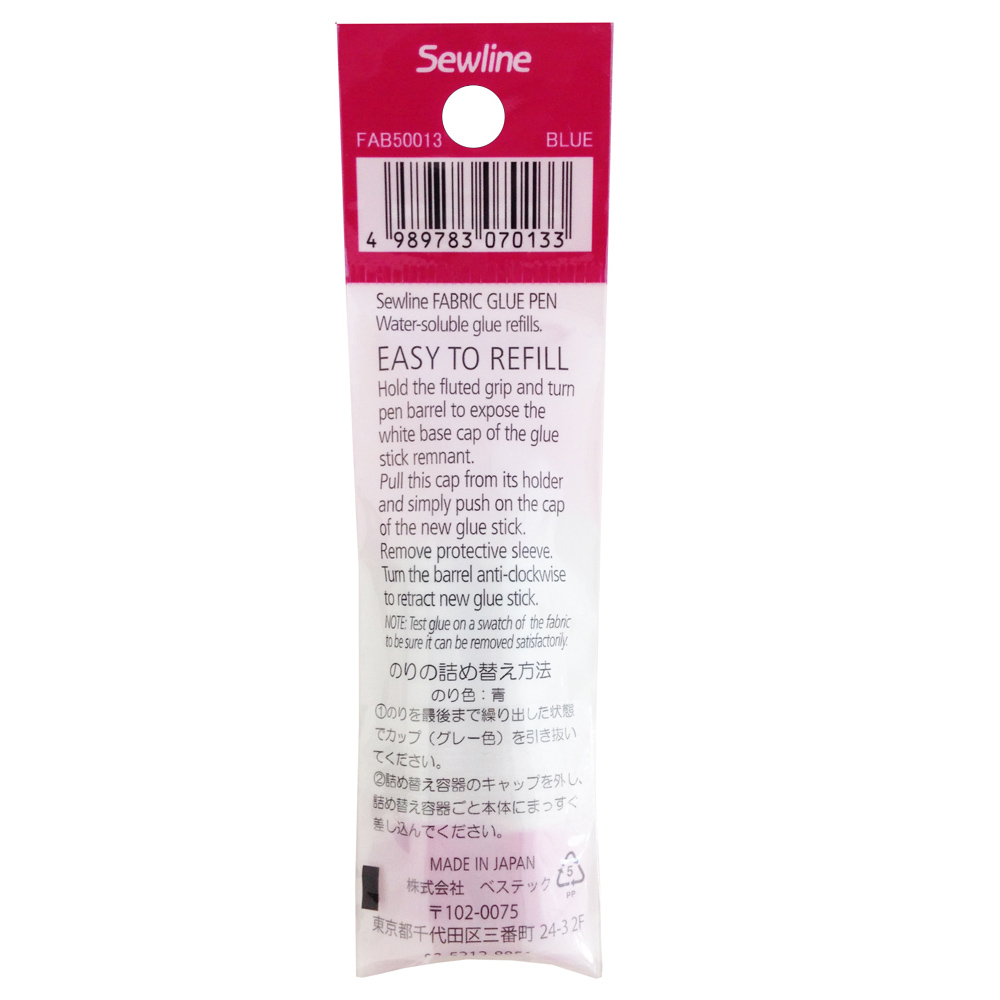 Sewline
FAB50013 BLUE
4 989783 070133
Sewline FABRIC GLUE PEN
Water-soluble glue refills.
EASY TO REFILL
Hold the fluted grip and turn
pen barrel to expose the
white base cap of the glue
stick remnant.
Pull this cap from its holder
and simply push on the cap
of the new glue stick.
Remove protective sleeve.
Turn the barrel anti-clockwise
to retract new glue stick.
NOTE: Test glue on a swatch of the fabric
to be sure it can be removed satisfactorily.
のりの詰め替え方法
のり色：青
①のりを最後まで繰り出した状態
でカップ（グレー色）を引き抜い
てください。
②詰め替え容器のキャップを外し、
詰め替え容器ごと本体にまっすぐ
差し込んでください。
MADE IN JAPAN
株式会社 ベステック
5
PP
〒102-0075
東京都千代田区三番町 24-3 2F